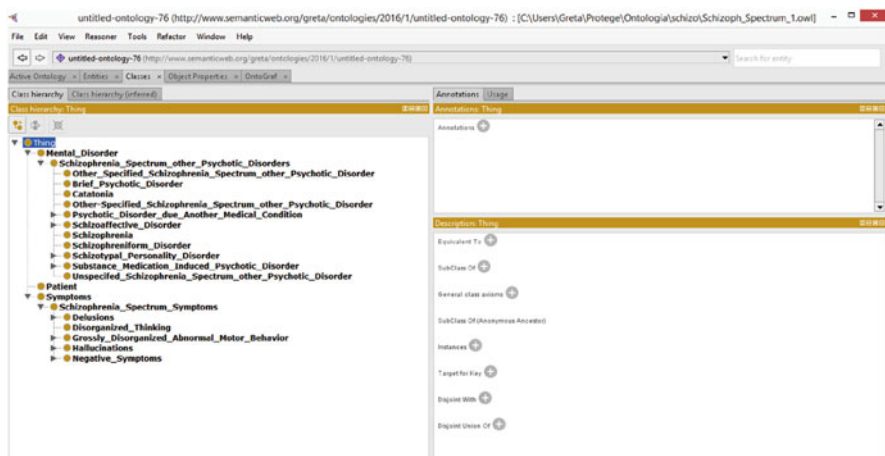 untitled-ontology-76 (http://www.semanticweb.org/greta/ontologies/2016/1/untitled-ontology-76) : [C:\Users\Greta\Protege\Ontologia\schizo\Schizoph_Spectrum_1.owl]
File Edit View Reasoner Tools Refactor Window Help
untitled-ontology-76 (http://www.semanticweb.org/greta/ontologies/2016/1/untitled-ontology-76) Search for entity
Active Ontology × Entities × Classes × Object Properties × OntoGraf ×
Class hierarchy Class hierarchy (inferred) Annotations Usage
Class hierarchy: Thing
Annotations: Thing
Annotations
Thing
Mental_Disorder
Schizophrenia_Spectrum_other_Psychotic_Disorders
Other_Specified_Schizophrenia_Spectrum_other_Psychotic_Disorder
Brief_Psychotic_Disorder
Catatonia
Other-Specified_Schizophrenia_Spectrum_other_Psychotic_Disorder
Psychotic_Disorder_due_Another_Medical_Condition
Schizoaffective_Disorder
Schizophrenia
Schizophreniform_Disorder
Schizotypal_Personality_Disorder
Substance_Medication_Induced_Psychotic_Disorder
Unspecifed_Schizophrenia_Spectrum_other_Psychotic_Disorder
Patient
Symptoms
Schizophrenia_Spectrum_Symptoms
Delusions
Disorganized_Thinking
Grossly_Disorganized_Abnormal_Motor_Behavior
Hallucinations
Negative_Symptoms
Description: Thing
Equivalent To
SubClass Of
General class axioms
SubClass Of (Anonymous Ancestor)
Instances
Target for Key
Disjoint With
Disjoint Union Of